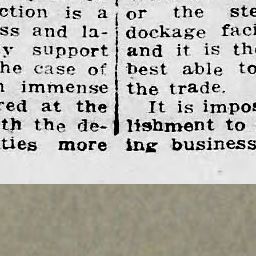 ction is a
ss and la-
y support
he case of
immense
red at the
th the de-
ties more
or the ste
dockage faci
and it is the
best able to
the trade.
It is impos
lishment to
ing business